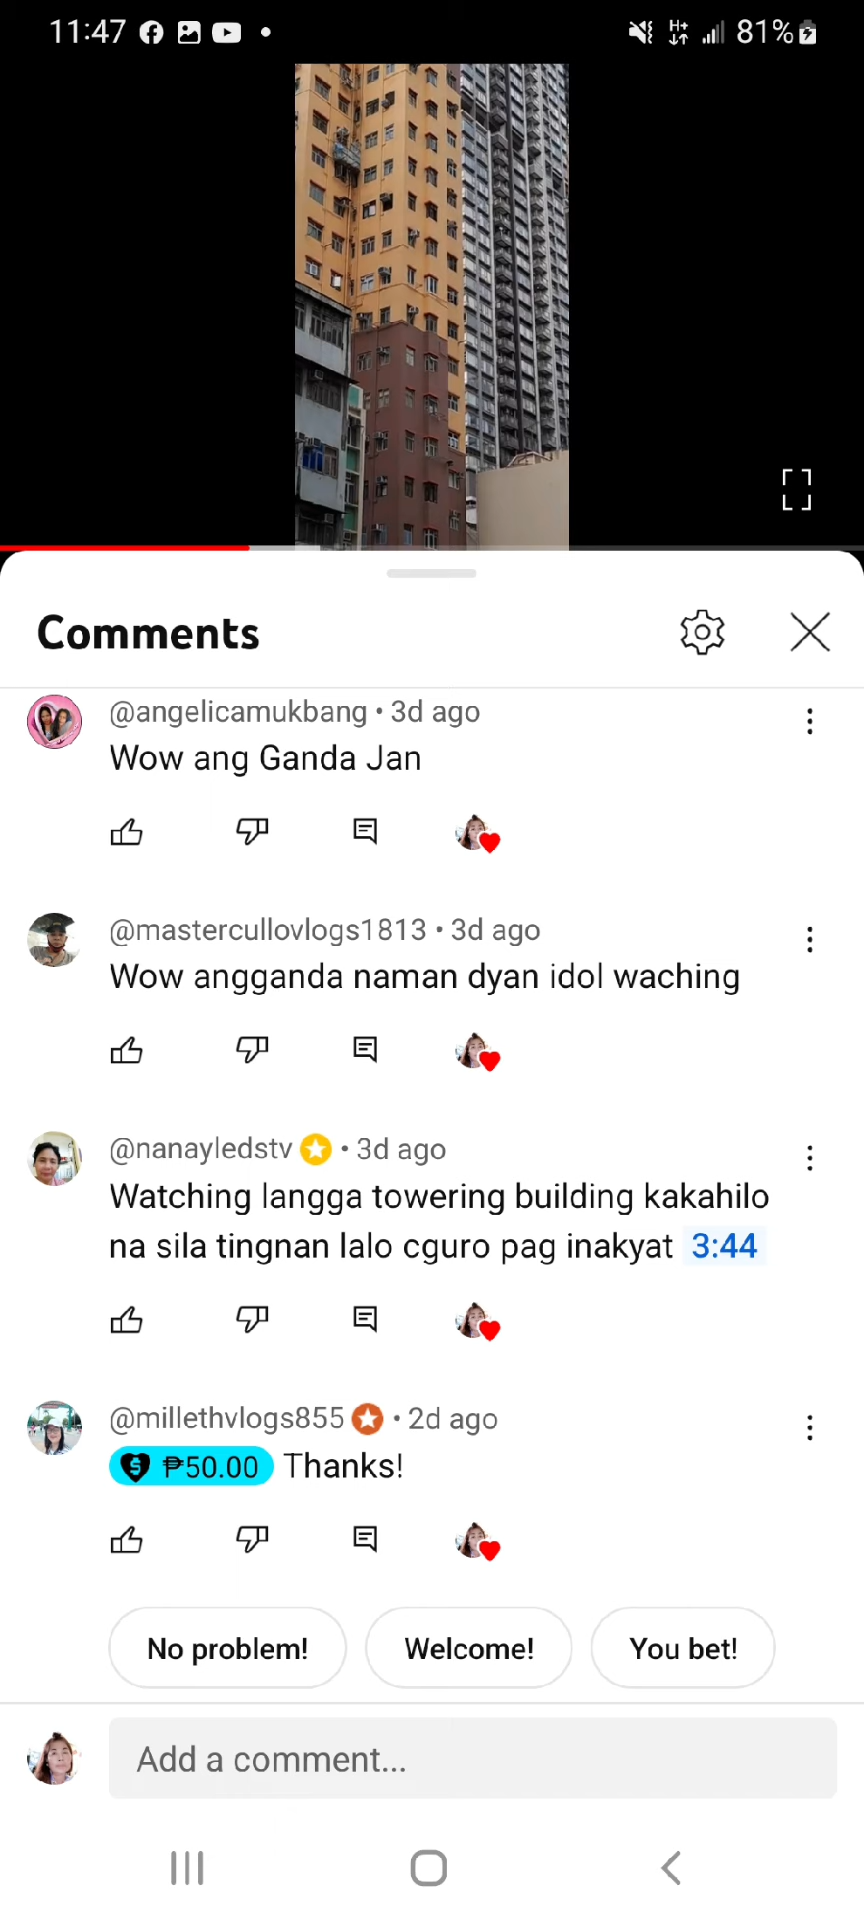 11:47 81%
Comments
@angelicamukbang • 3d ago
Wow ang Ganda Jan
@mastercullovlogs1813 • 3d ago
Wow angganda naman dyan idol waching
@nanayledstv • 3d ago
Watching langga towering building kakahilo
na sila tingnan lalo cguro pag inakyat 3:44
@millethvlogs855 • 2d ago
₱50.00 Thanks!
No problem! Welcome! You bet!
Add a comment...